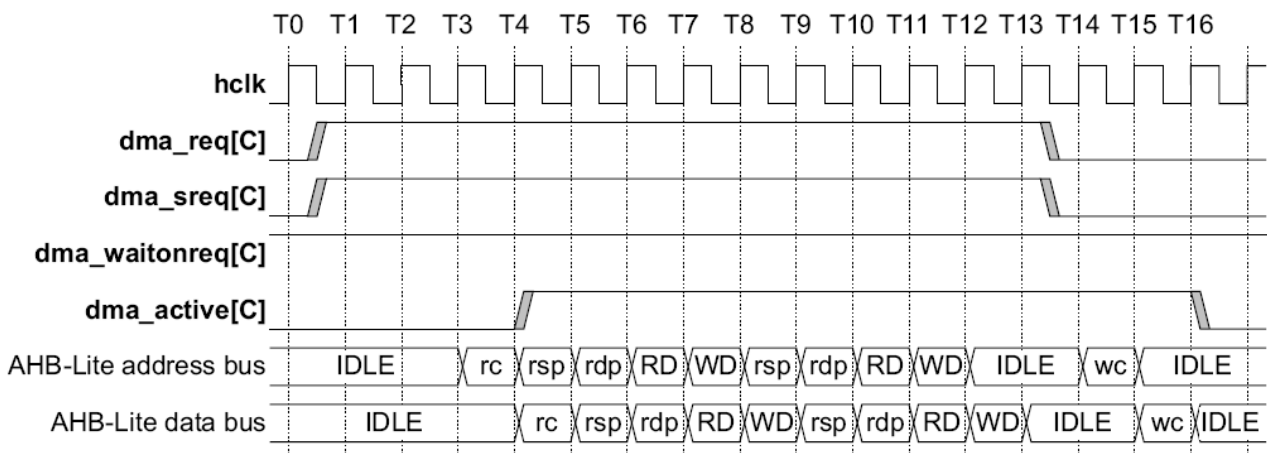 T0 T1 T2 T3 T4 T5 T6 T7 T8 T9 T10 T11 T12 T13 T14 T15 T16
hclk
dma_req[C]
dma_sreq[C]
dma_waitonreq[C]
dma_active[C]
AHB-Lite address bus IDLE rc rsp rdp RD WD rsp rdp RD WD IDLE wc IDLE
AHB-Lite data bus IDLE rc rsp rdp RD WD rsp rdp RD WD IDLE wc IDLE